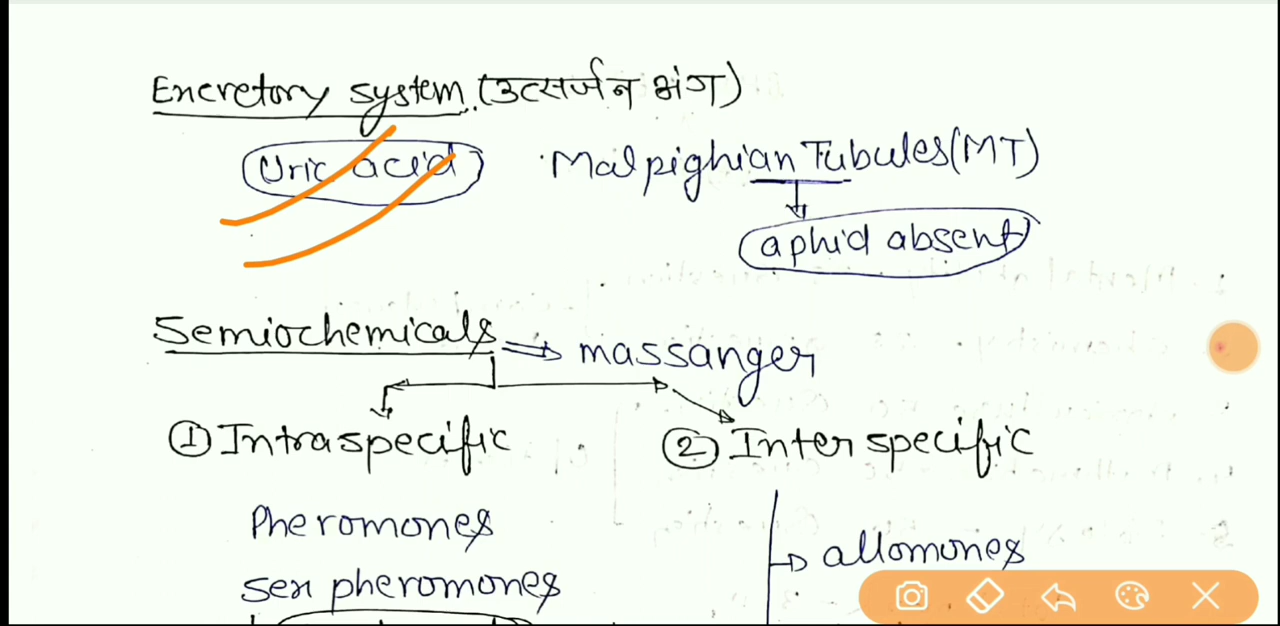 Excretory system (उत्सर्जन अंग)
Uric acid Malpighian Tubules(MT)
aphid absent
Semiochemicals massanger
① Intraspecific ② Inter specific
Pheromones
allomones
sex pheromones